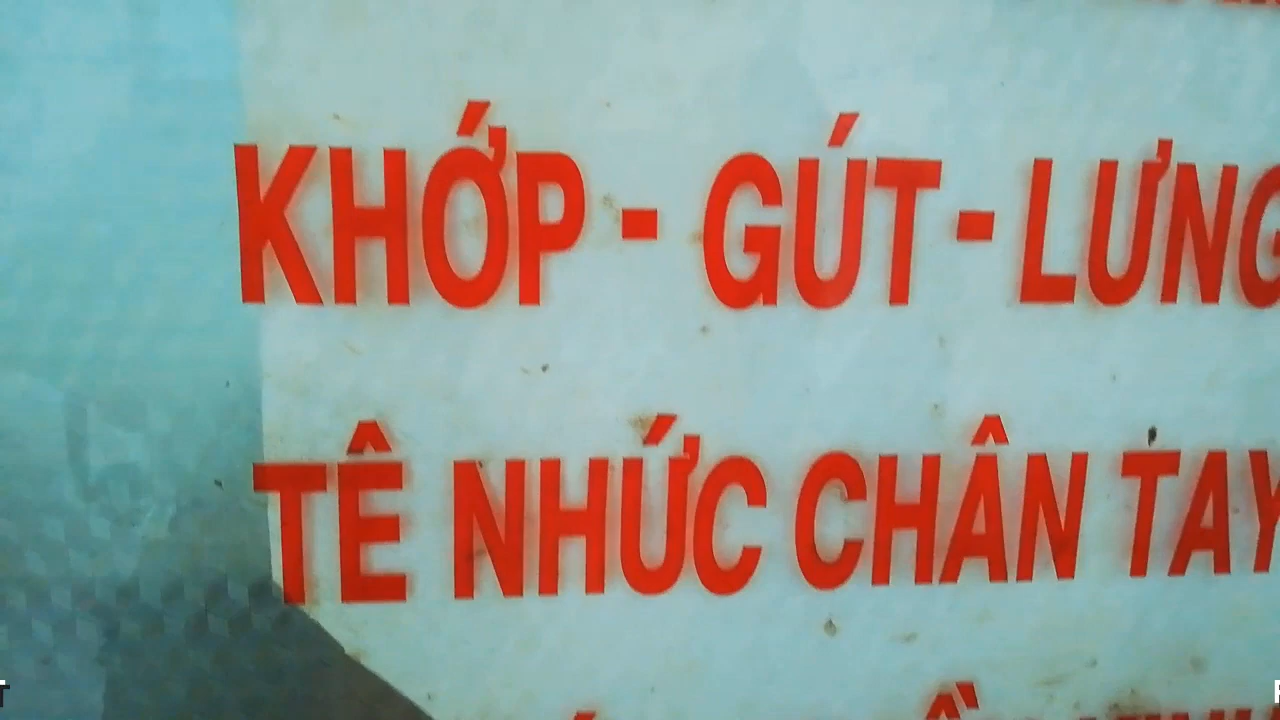 KHỚP - GÚT - LƯNG
TÊ NHỨC CHÂN TAY